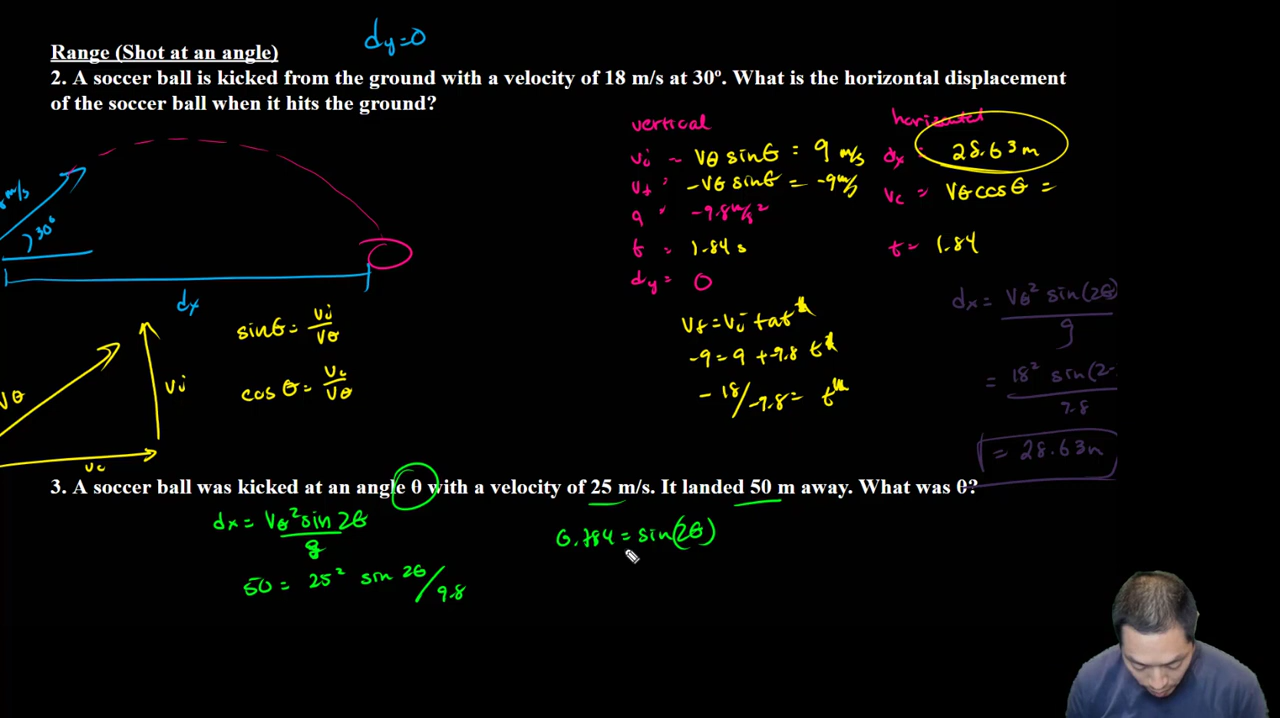 dy=0
Range (Shot at an angle)
2. A soccer ball is kicked from the ground with a velocity of 18 m/s at 30º. What is the horizontal displacement
of the soccer ball when it hits the ground?
m/s
30°
dx
sinθ = vi/vθ
cos θ = vc/vθ
vθ
vi
vc
vertical
vi = vθ sinθ = 9 m/s
vf = -vθ sinθ = -9 m/s
a = -9.8 m/s²
t = 1.84 s
dy = 0
vf = vi + at
-9 = 9 + -9.8 t
-18/-9.8 = t
horizontal
dx = 28.63 m
vc = vθ cos θ =
t = 1.84
dx = vθ² sin(2θ)
g
= 18² sin(2·
9.8
= 28.63m
3. A soccer ball was kicked at an angle θ with a velocity of 25 m/s. It landed 50 m away. What was θ?
dx = vθ² sin 2θ
g
50 = 25² sin 2θ/9.8
0.784 = sin(2θ)